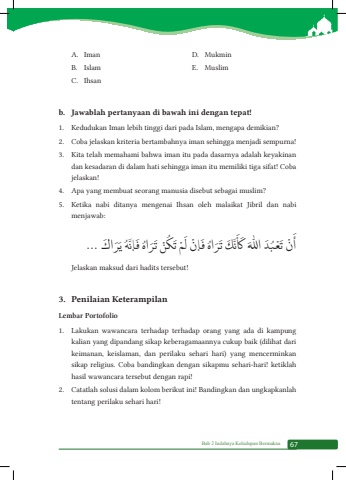 A. Iman
B. Islam
C. Ihsan
D. Mukmin
E. Muslim
b. Jawablah pertanyaan di bawah ini dengan tepat!
1. Kedudukan Iman lebih tinggi dari pada Islam, mengapa demikian?
2. Coba jelaskan kriteria bertambahnya iman sehingga menjadi sempurna!
3. Kita telah memahami bahwa iman itu pada dasarnya adalah keyakinan
dan kesadaran di dalam hati sehingga iman itu memiliki tiga sifat! Coba
jelaskan!
4. Apa yang membuat seorang manusia disebut sebagai muslim?
5. Ketika nabi ditanya mengenai Ihsan oleh malaikat Jibril dan nabi
menjawab:
أَنْ تَعْبُدَ اللهَ كَأَنَّكَ تَرَاهُ فَإِنْ لَمْ تَكُنْ تَرَاهُ فَإِنَّهُ يَرَاكَ ...
Jelaskan maksud dari hadits tersebut!
3. Penilaian Keterampilan
Lembar Portofolio
1. Lakukan wawancara terhadap terhadap orang yang ada di kampung
kalian yang dipandang sikap keberagamaannya cukup baik (dilihat dari
keimanan, keislaman, dan perilaku sehari hari) yang mencerminkan
sikap religius. Coba bandingkan dengan sikapmu sehari-hari! ketiklah
hasil wawancara tersebut dengan rapi!
2. Catatlah solusi dalam kolom berikut ini! Bandingkan dan ungkapkanlah
tentang perilaku sehari hari!
Bab 2 Indahnya Kehidupan Bermakna 67